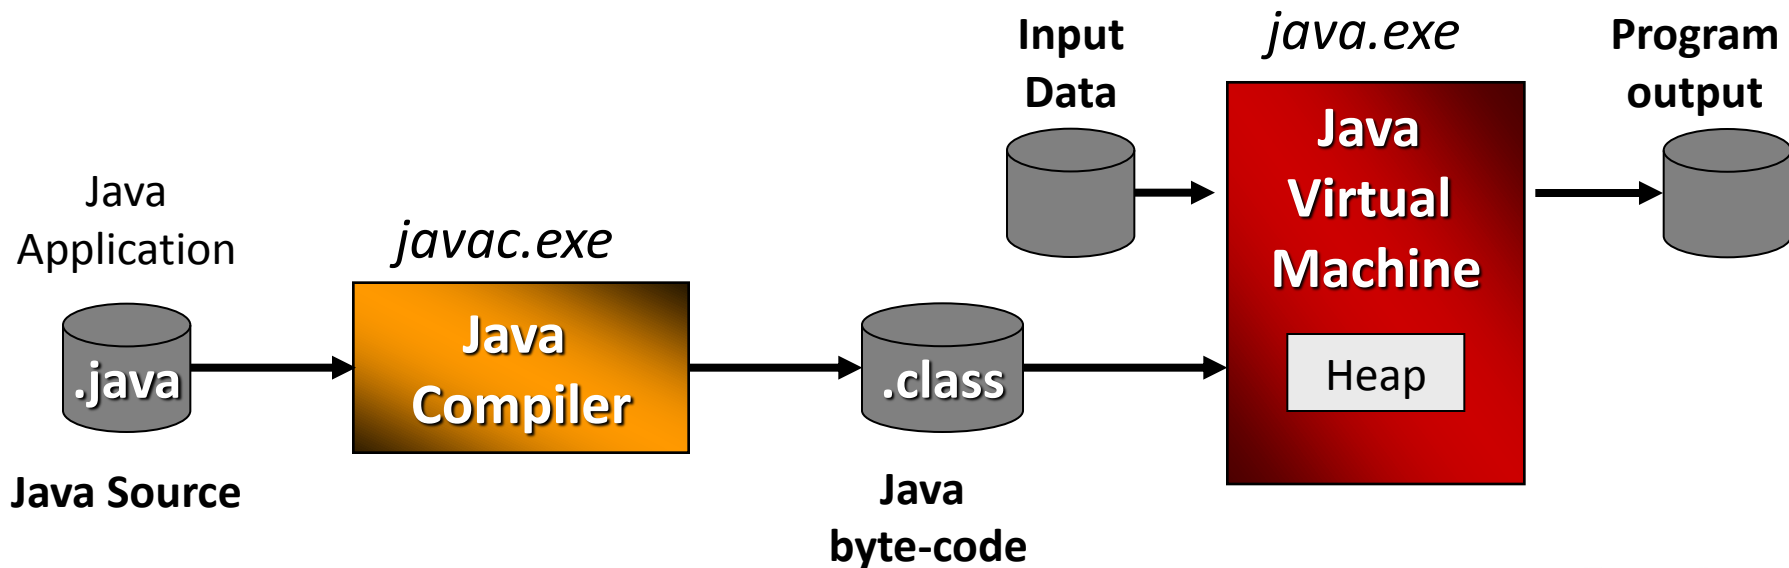 Java
Application
.java
Java Source
javac.exe
Java
Compiler
.class
Java
byte-code
Input
Data
java.exe
Java
Virtual
Machine
Heap
Program
output